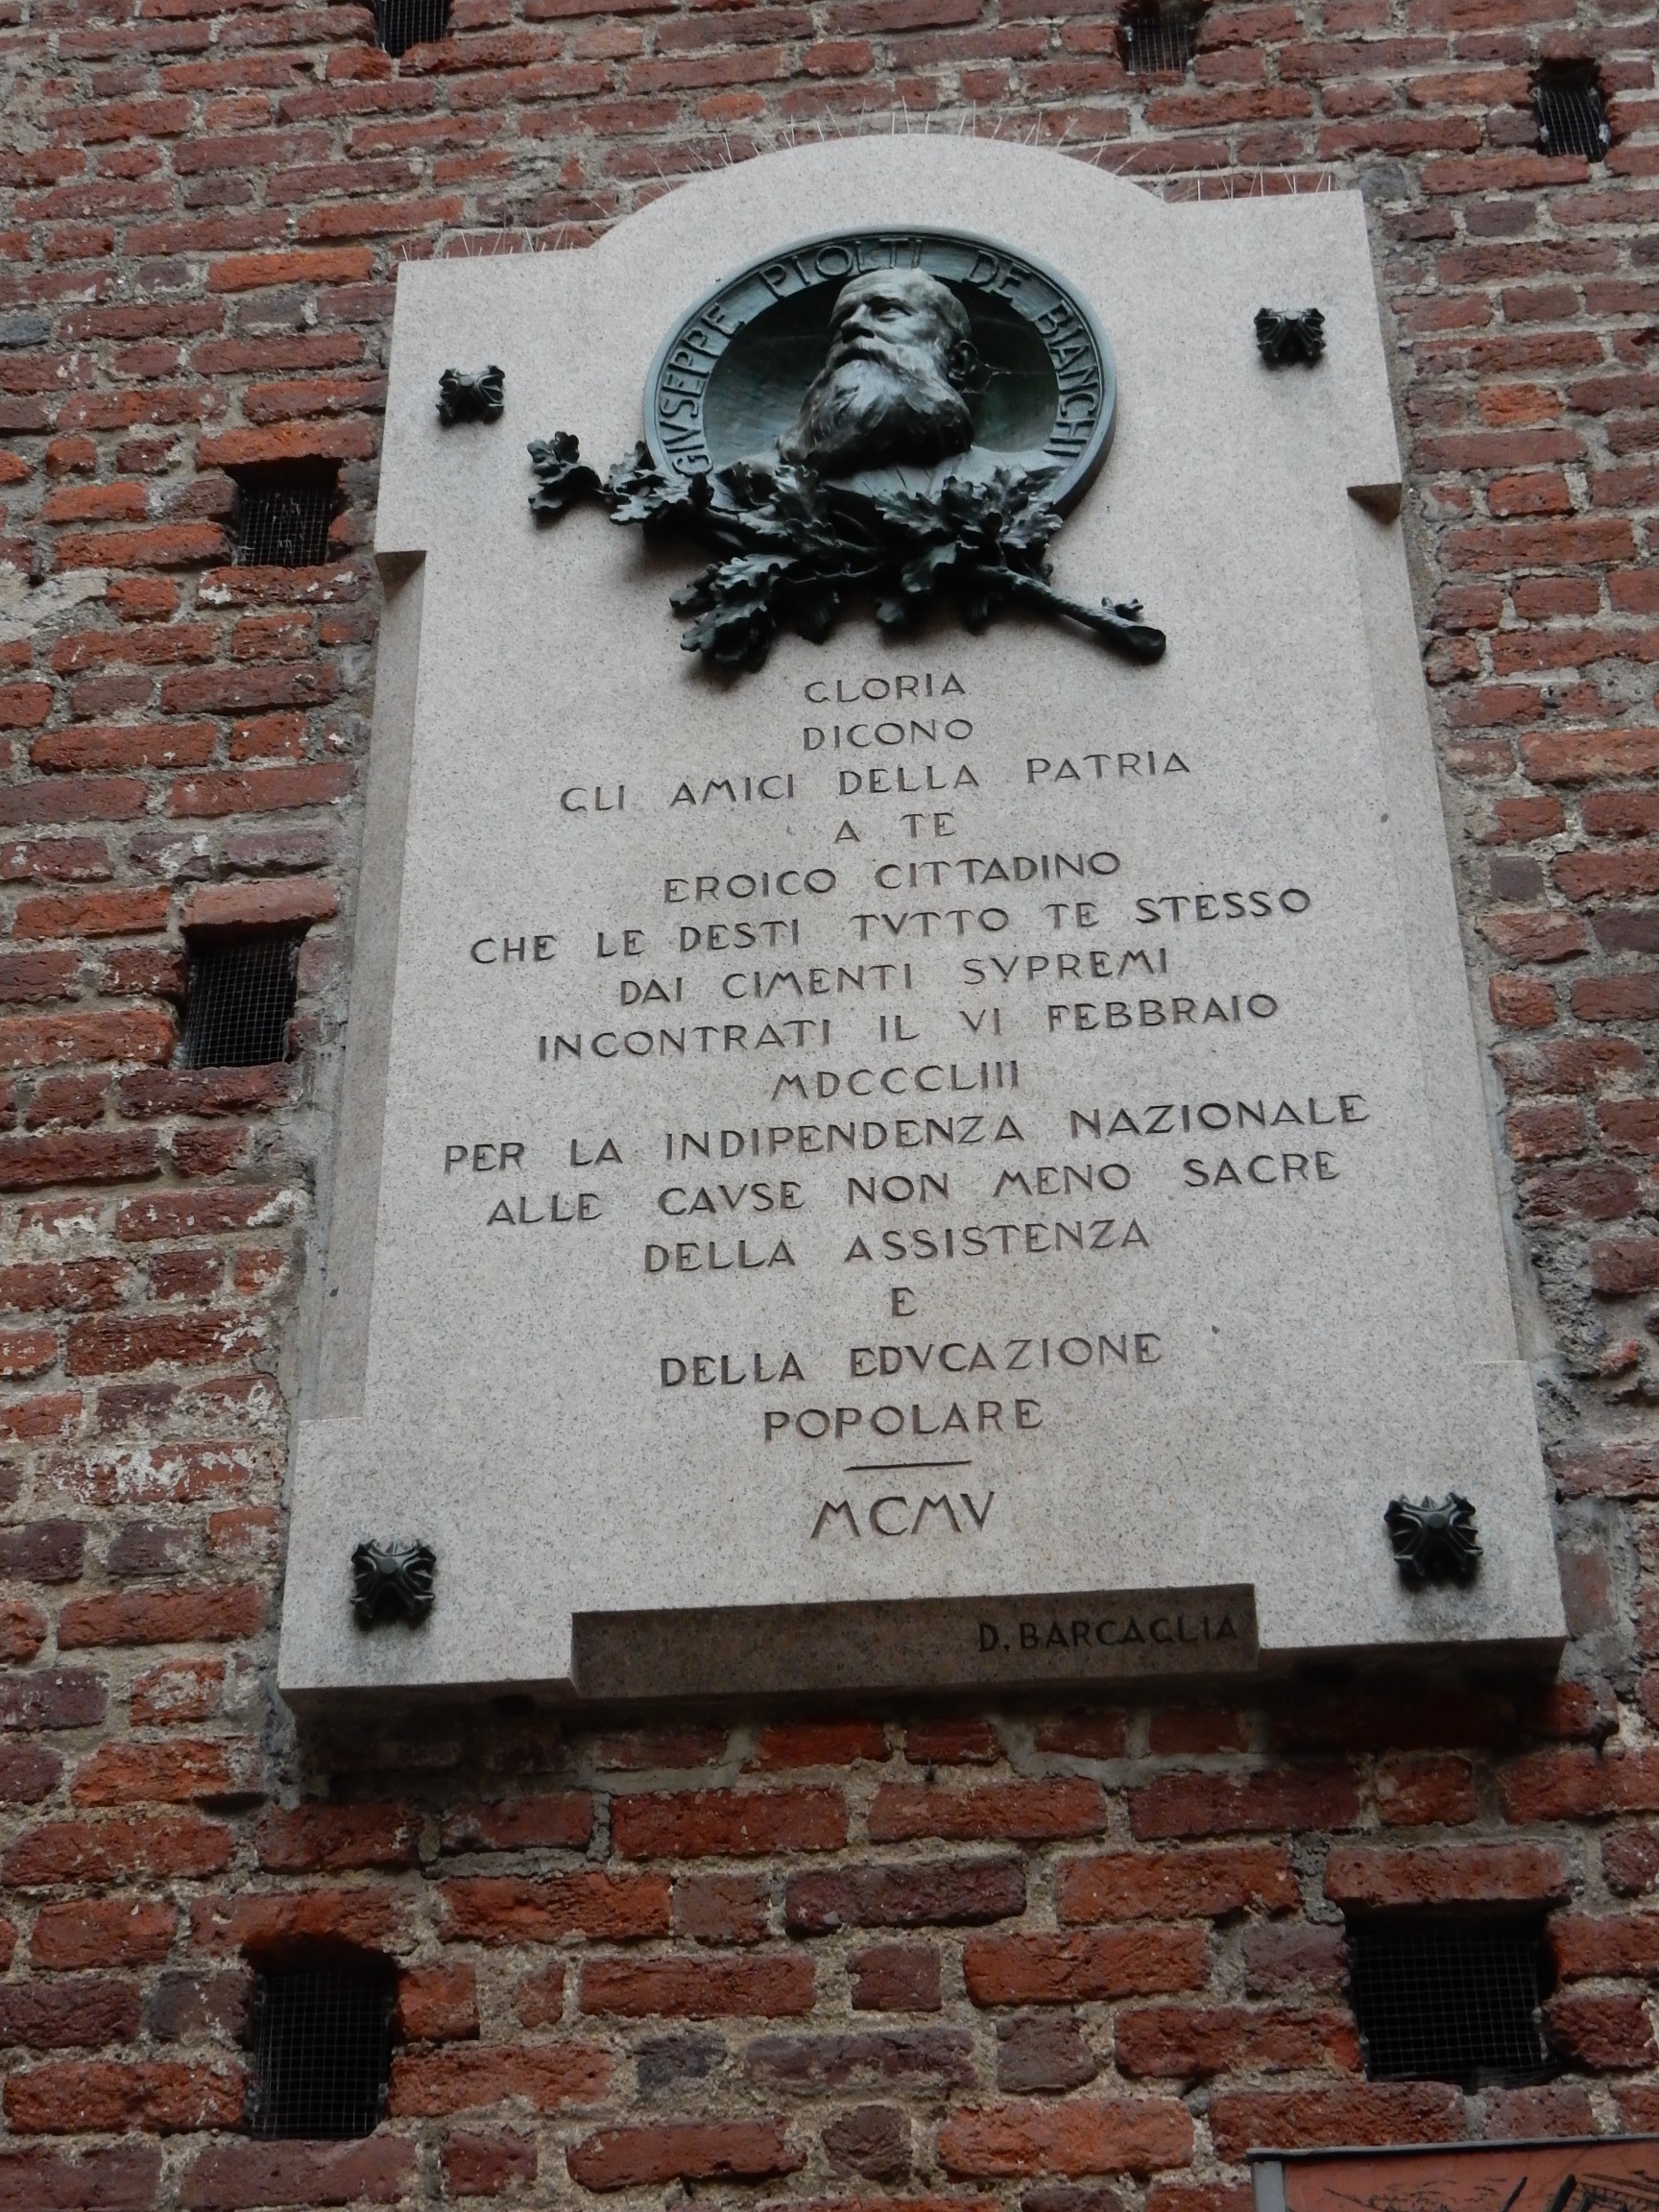 GIVSEPPE PIOLTI DE BIANCHI
GLORIA
DICONO
GLI AMICI DELLA PATRIA
A TE
EROICO CITTADINO
CHE LE DESTI TVTTO TE STESSO
DAI CIMENTI SVPREMI
INCONTRATI IL VI FEBBRAIO
MDCCCLIII
PER LA INDIPENDENZA NAZIONALE
ALLE CAVSE NON MENO SACRE
DELLA ASSISTENZA
E
DELLA EDVCAZIONE
POPOLARE
MCMV
D. BARCAGLIA